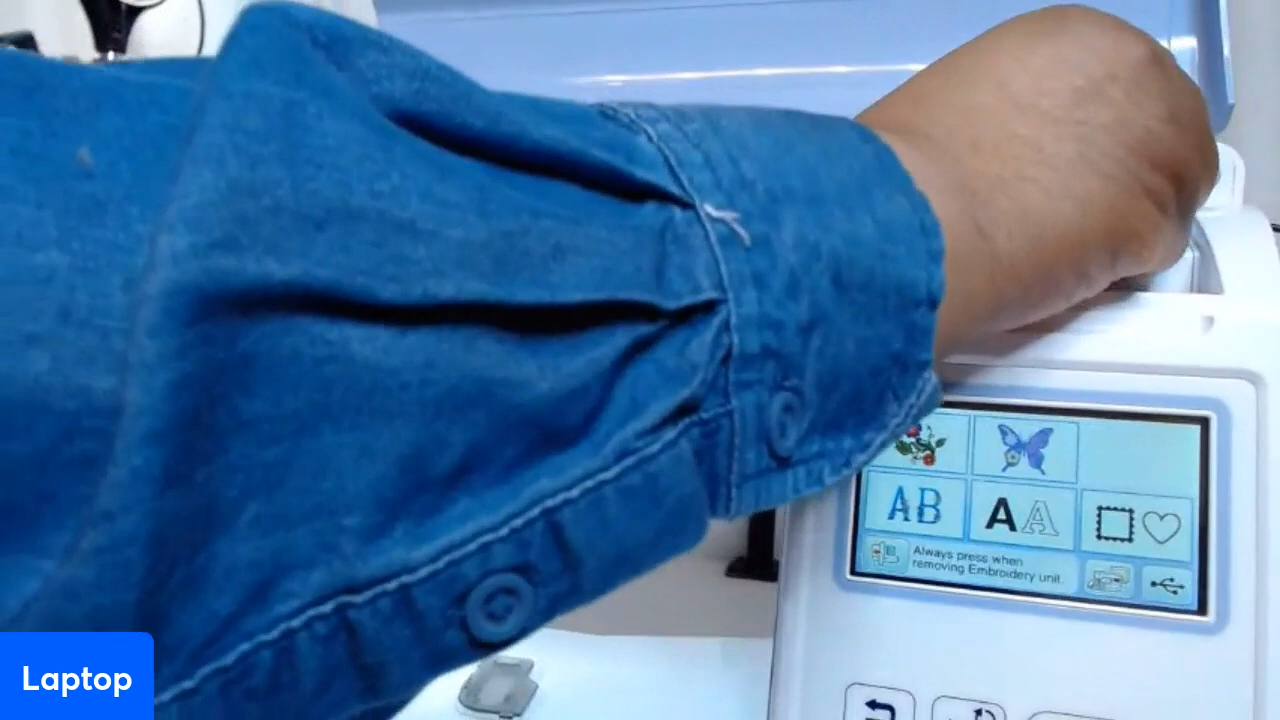 AB
AA
Always press when
removing Embroidery unit.
Laptop